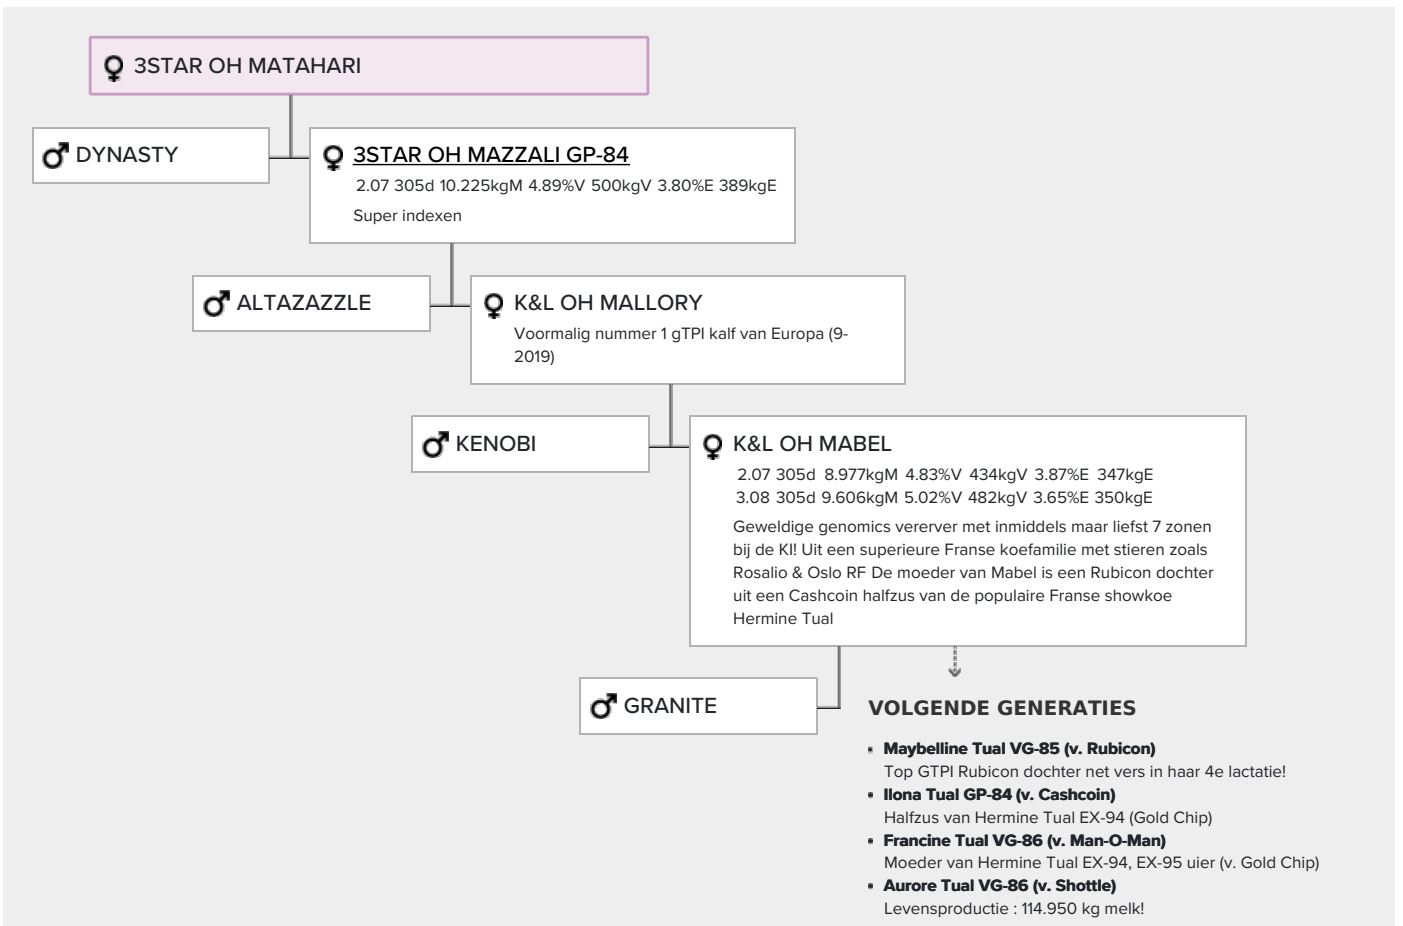 3STAR OH MATAHARI
DYNASTY
3STAR OH MAZZALI GP-84
2.07 305d 10.225kgM 4.89%V 500kgV 3.80%E 389kgE
Super indexen
ALTAZAZZLE
K&L OH MALLORY
Voormalig nummer 1 gTPI kalf van Europa (9-
2019)
KENOBI
K&L OH MABEL
2.07 305d 8.977kgM 4.83%V 434kgV 3.87%E 347kgE
3.08 305d 9.606kgM 5.02%V 482kgV 3.65%E 350kgE
Geweldige genomics vererver met inmiddels maar liefst 7 zonen
bij de KI! Uit een superieure Franse koefamilie met stieren zoals
Rosalio & Oslo RF De moeder van Mabel is een Rubicon dochter
uit een Cashcoin halfzus van de populaire Franse showkoe
Hermine Tual
GRANITE
VOLGENDE GENERATIES
Maybelline Tual VG-85 (v. Rubicon)
Top GTPI Rubicon dochter net vers in haar 4e lactatie!
Ilona Tual GP-84 (v. Cashcoin)
Halfzus van Hermine Tual EX-94 (Gold Chip)
Francine Tual VG-86 (v. Man-O-Man)
Moeder van Hermine Tual EX-94, EX-95 uier (v. Gold Chip)
Aurore Tual VG-86 (v. Shottle)
Levensproductie : 114.950 kg melk!